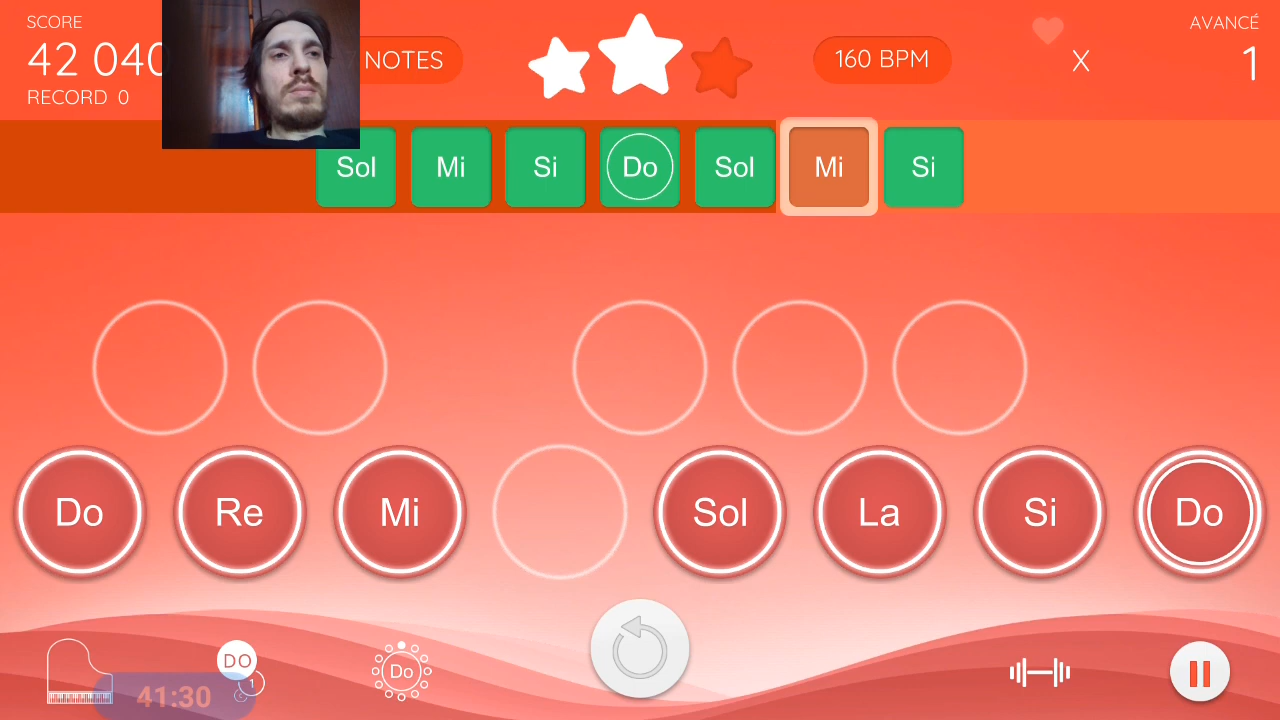 SCORE
42 040
RECORD 0
NOTES
160 BPM
X
AVANCÉ
1
Sol Mi Si Do Sol Mi Si
Do Re Mi Sol La Si Do
DO
1
Do
41:30